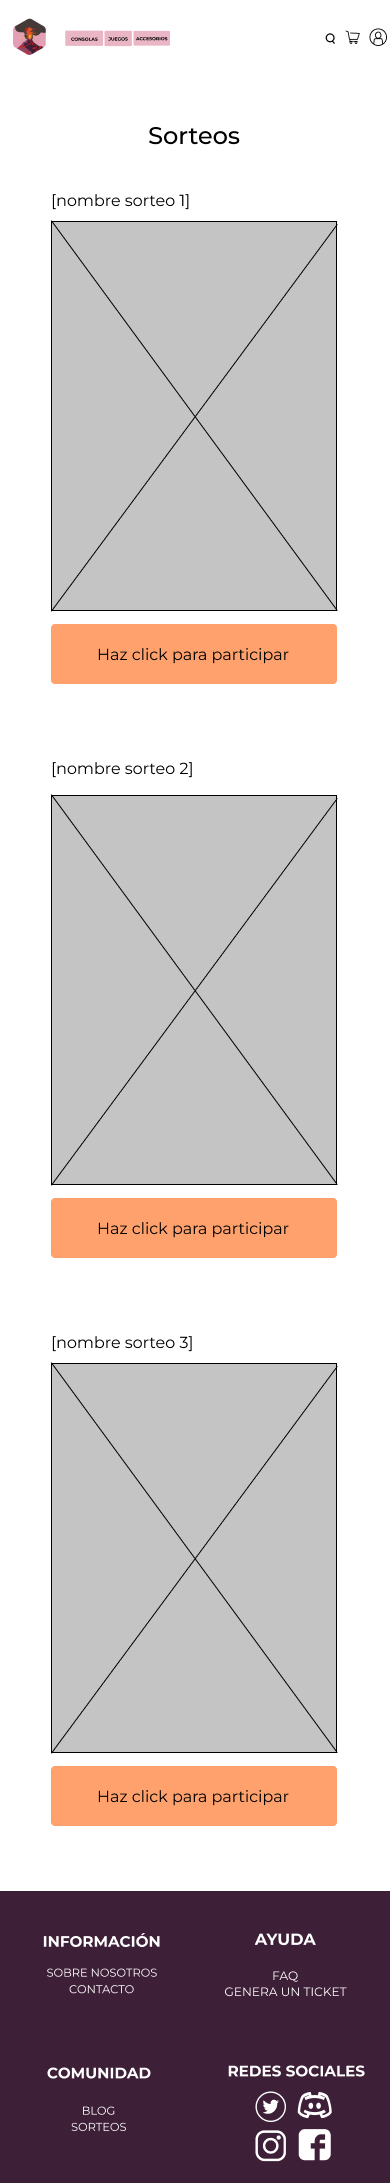 CONSOLAS JUEGOS ACCESORIOS
Sorteos
[nombre sorteo 1]
Haz click para participar
[nombre sorteo 2]
Haz click para participar
[nombre sorteo 3]
Haz click para participar
INFORMACIÓN
SOBRE NOSOTROS
CONTACTO
AYUDA
FAQ
GENERA UN TICKET
COMUNIDAD
BLOG
SORTEOS
REDES SOCIALES